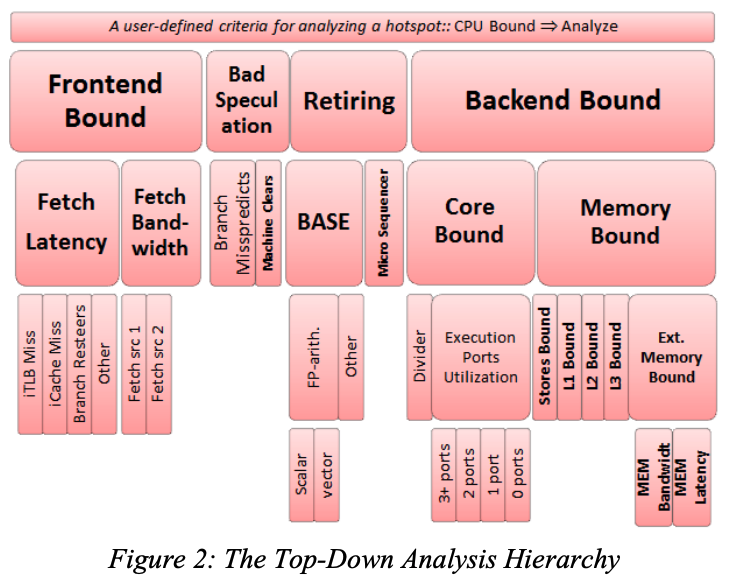 A user-defined criteria for analyzing a hotspot:: CPU Bound ⇒ Analyze
Frontend
Bound
Bad
Specul
ation
Retiring
Backend Bound
Fetch
Latency
Fetch
Band-
width
Branch
Misspredicts
Machine Clears
BASE
Micro Sequencer
Core
Bound
Memory
Bound
iTLB Miss
iCache Miss
Branch Resteers
Other
Fetch src 1
Fetch src 2
FP-arith.
Other
Divider
Execution
Ports
Utilization
Stores Bound
L1 Bound
L2 Bound
L3 Bound
Ext.
Memory
Bound
Scalar
vector
3+ ports
2 ports
1 port
0 ports
MEM
Bandwidt
MEM
Latency
Figure 2: The Top-Down Analysis Hierarchy